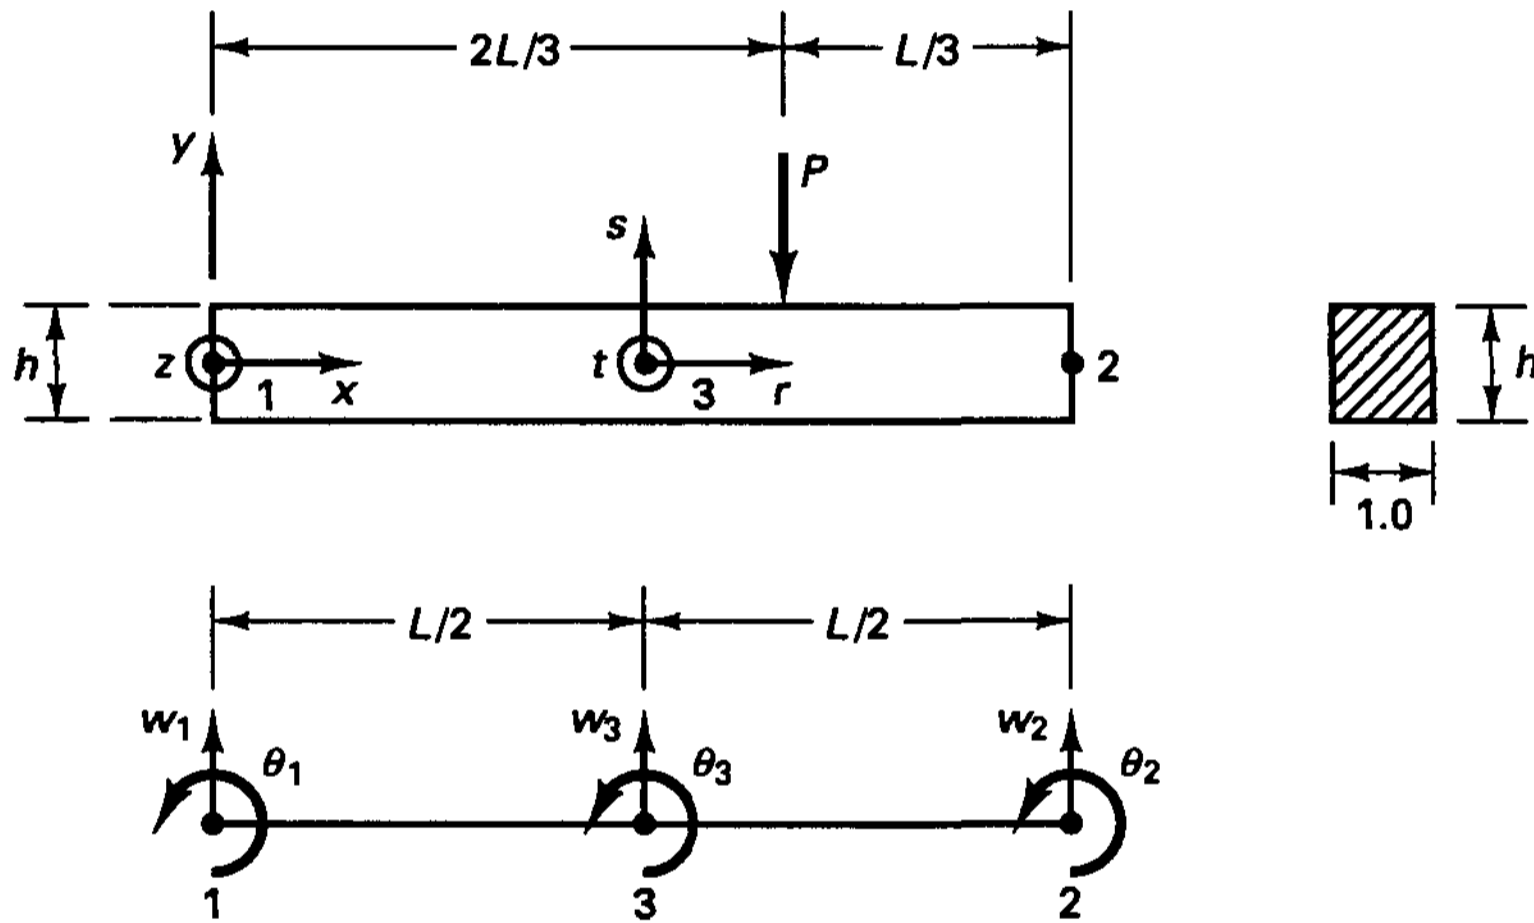 2L/3 L/3
y
P
s
h z 1 x t 3 r 2 h
1.0
L/2 L/2
w₁ θ₁ w₃ θ₃ w₂ θ₂
1 3 2